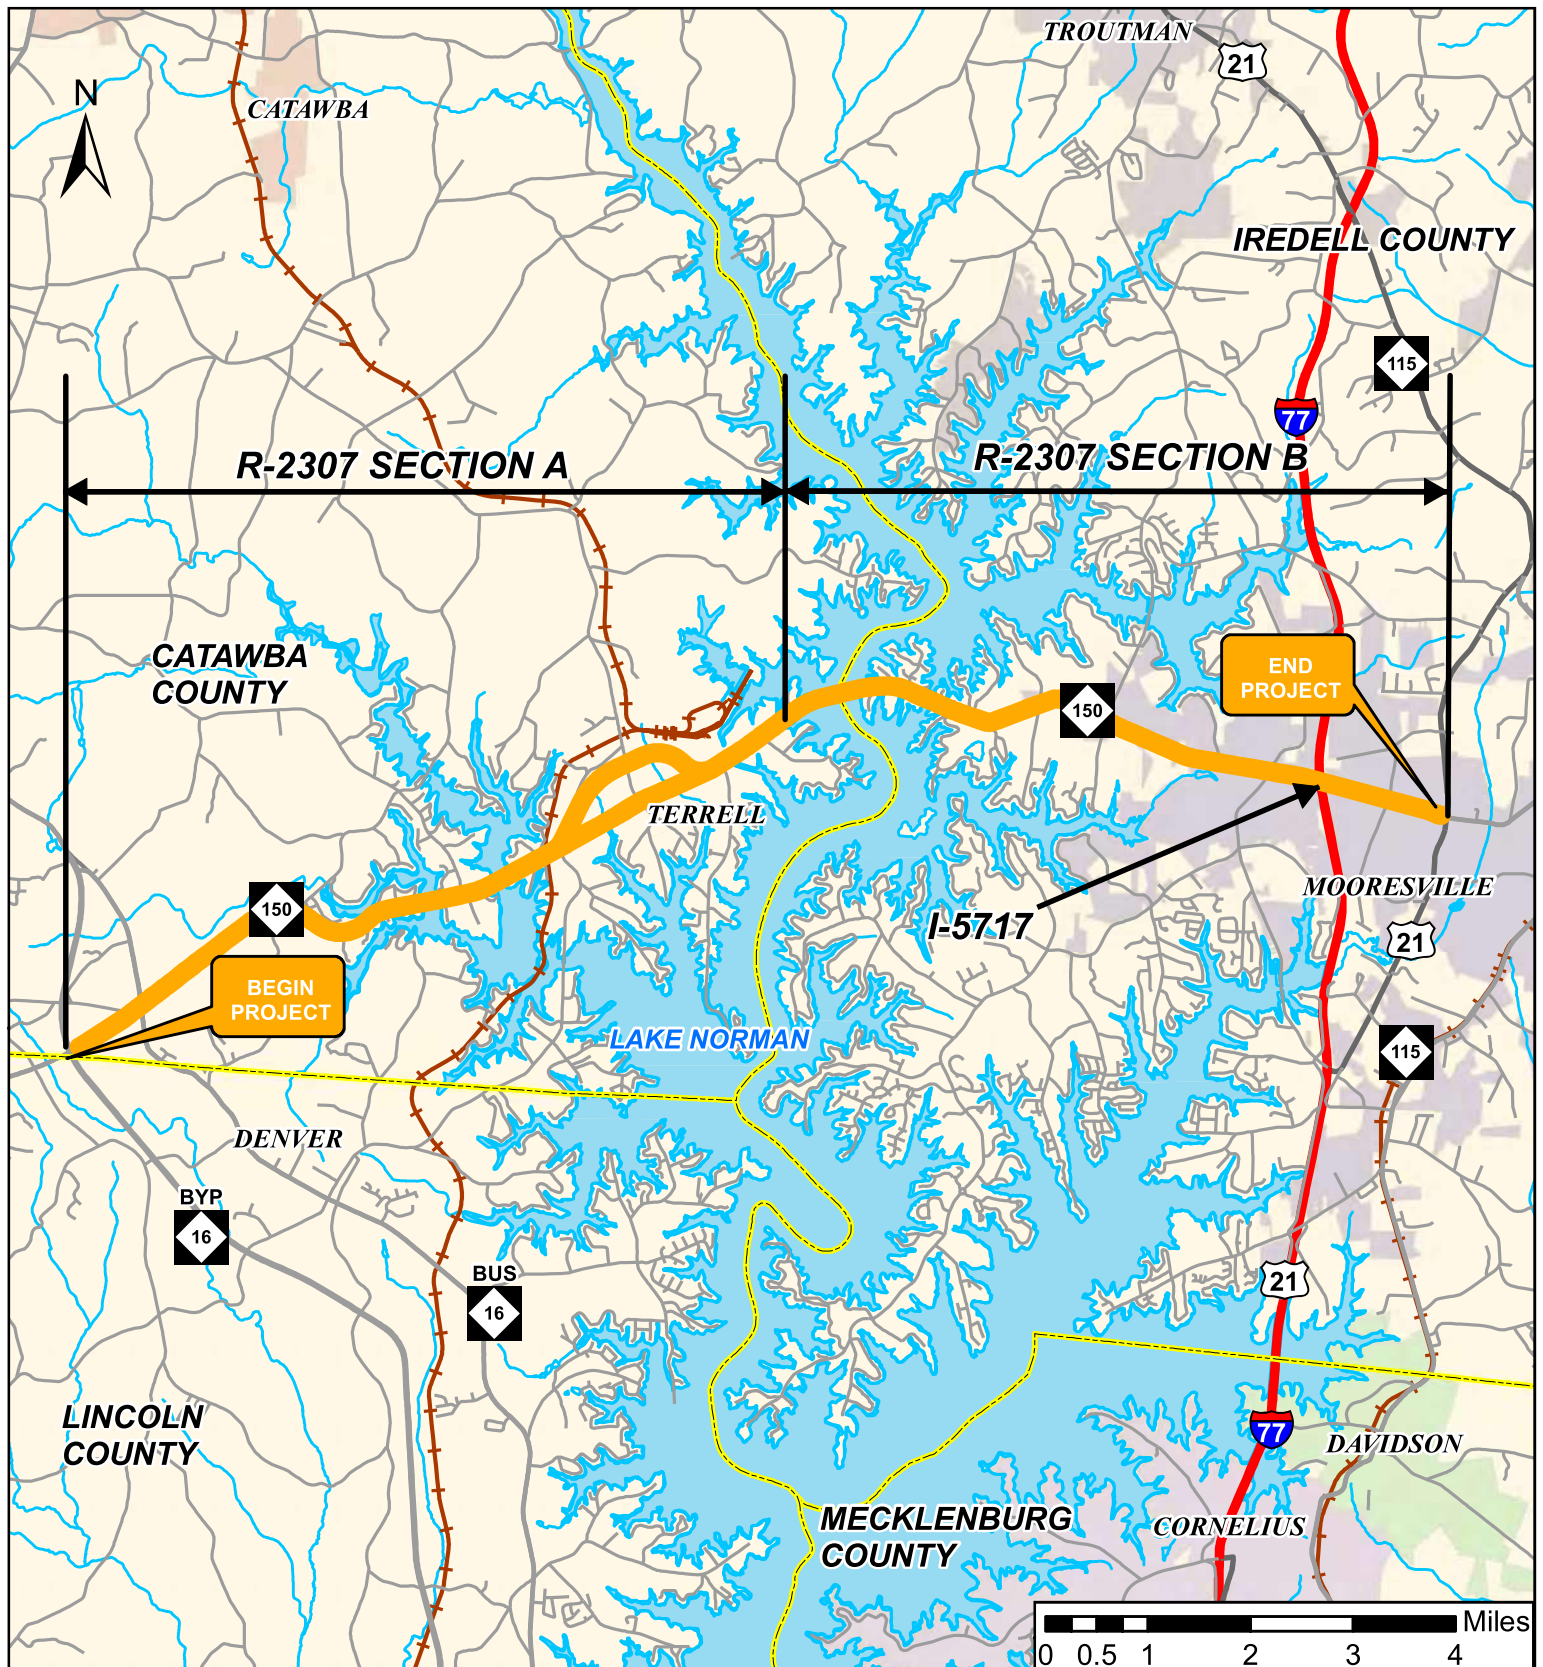 TROUTMAN
21
N
CATAWBA
IREDELL COUNTY
115
77
R-2307 SECTION A
R-2307 SECTION B
CATAWBA
COUNTY
END
PROJECT
150
TERRELL
MOORESVILLE
150
I-5717
21
BEGIN
PROJECT
LAKE NORMAN
115
DENVER
BYP
16
BUS
16
21
LINCOLN
COUNTY
77
DAVIDSON
MECKLENBURG
COUNTY
CORNELIUS
Miles
0 0.5 1 2 3 4